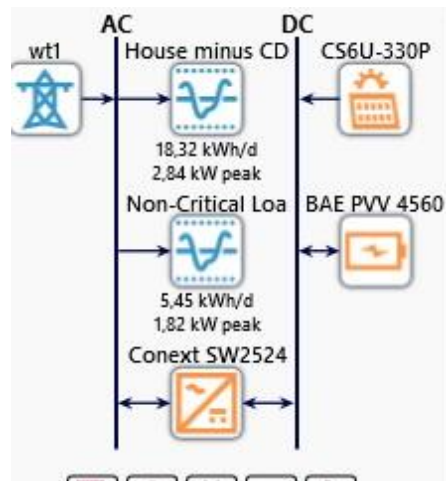 AC
DC
wt1
House minus CD
CS6U-330P
18,32 kWh/d
2,84 kW peak
Non-Critical Loa
BAE PVV 4560
5,45 kWh/d
1,82 kW peak
Conext SW2524